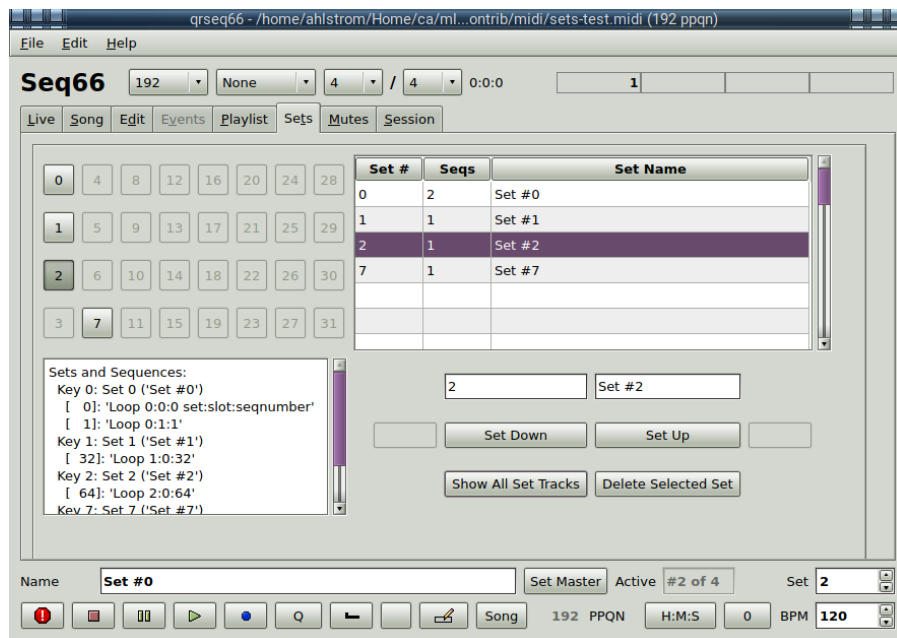 qrseq66 - /home/ahlstrom/Home/ca/ml...ontrib/midi/sets-test.midi (192 ppqn)
File Edit Help
Seq66 192 None 4 / 4 0:0:0 1
Live Song Edit Events Playlist Sets Mutes Session
0 4 8 12 16 20 24 28
1 5 9 13 17 21 25 29
2 6 10 14 18 22 26 30
3 7 11 15 19 23 27 31
Set # Seqs Set Name
0 2 Set #0
1 1 Set #1
2 1 Set #2
7 1 Set #7
Sets and Sequences:
Key 0: Set 0 ('Set #0')
[ 0]: 'Loop 0:0:0 set:slot:seqnumber'
[ 1]: 'Loop 0:1:1'
Key 1: Set 1 ('Set #1')
[ 32]: 'Loop 1:0:32'
Key 2: Set 2 ('Set #2')
[ 64]: 'Loop 2:0:64'
Key 7: Set 7 ('Set #7')
2 Set #2
Set Down Set Up
Show All Set Tracks Delete Selected Set
Name Set #0 Set Master Active #2 of 4 Set 2
Q Song 192 PPQN H:M:S 0 BPM 120